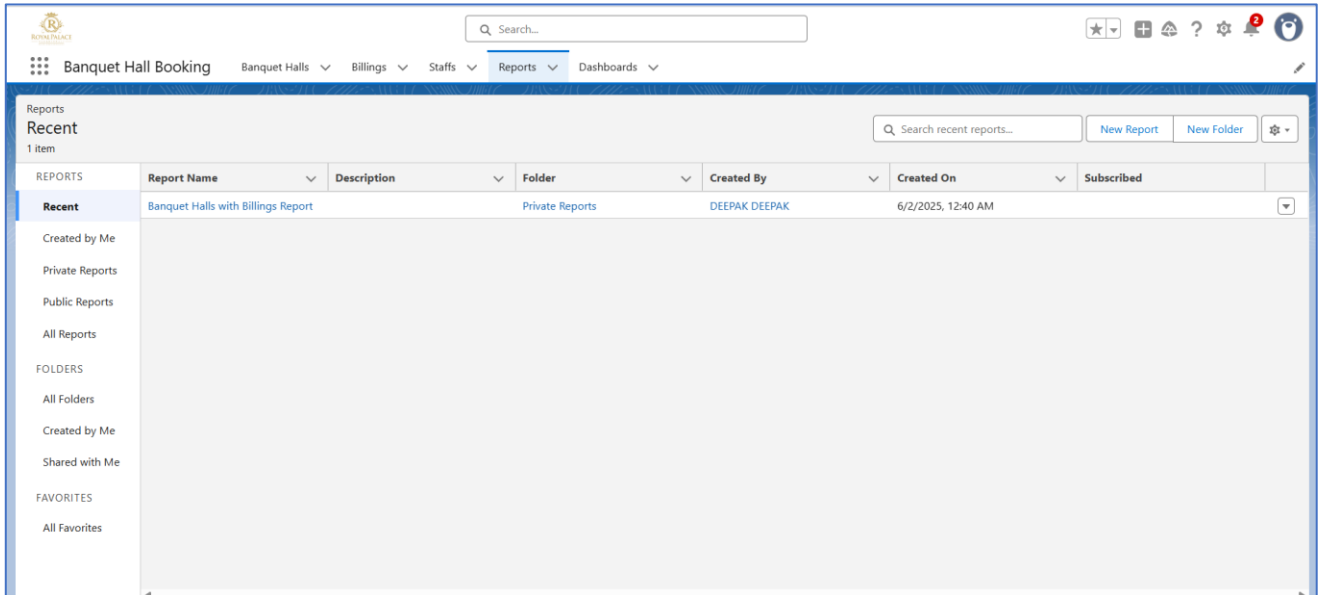 ROYAL PALACE
Search...
2
Banquet Hall Booking
Banquet Halls
Billings
Staffs
Reports
Dashboards
Reports
Recent
1 item
Search recent reports...
New Report
New Folder
REPORTS
Report Name
Description
Folder
Created By
Created On
Subscribed
Recent
Banquet Halls with Billings Report
Private Reports
DEEPAK DEEPAK
6/2/2025, 12:40 AM
Created by Me
Private Reports
Public Reports
All Reports
FOLDERS
All Folders
Created by Me
Shared with Me
FAVORITES
All Favorites